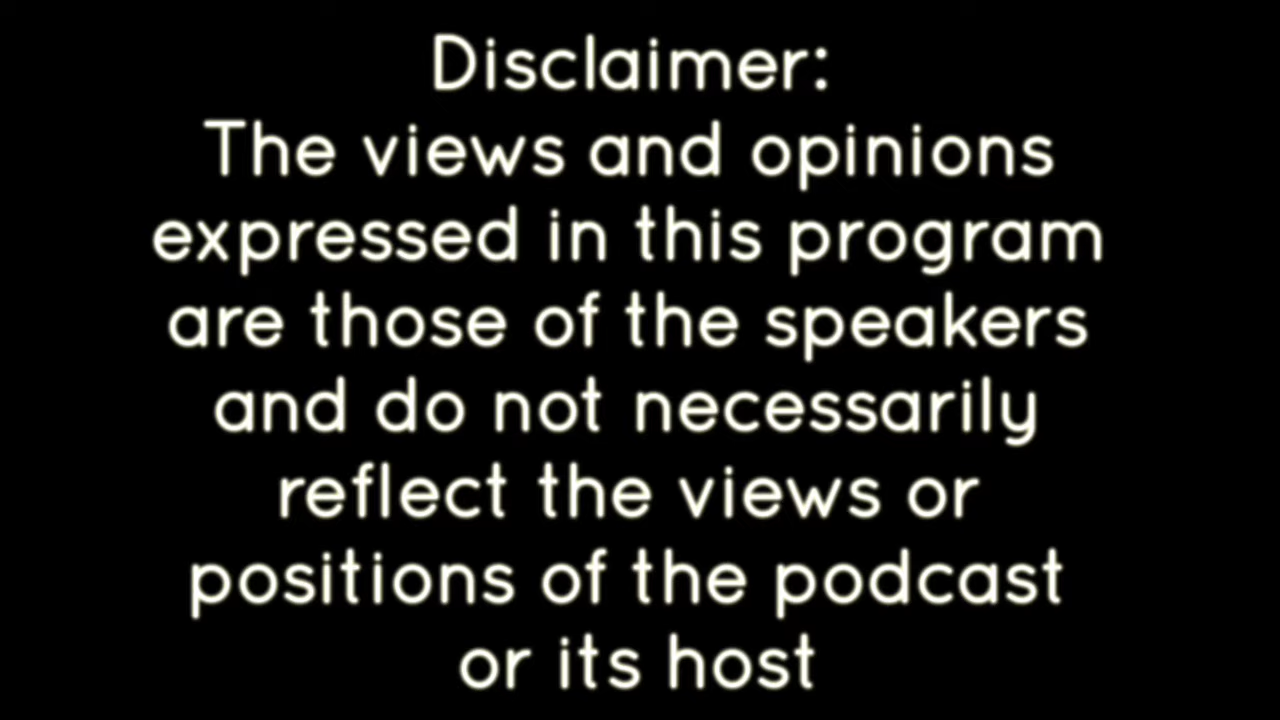 Disclaimer:
The views and opinions
expressed in this program
are those of the speakers
and do not necessarily
reflect the views or
positions of the podcast
or its host